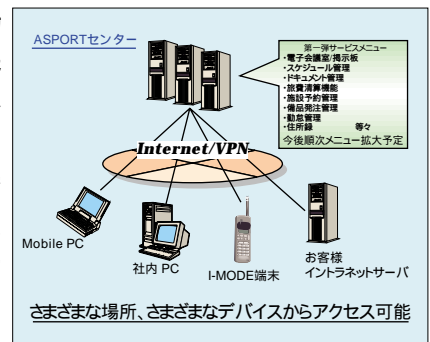 ASPORTセンター
第一弾サービスメニュー
・電子会議室/掲示板
・スケジュール管理
・ドキュメント管理
・旅費清算機能
・施設予約管理
・備品発注管理
・勤怠管理
・住所録 等々
今後順次メニュー拡大予定
Internet/VPN
Mobile PC
社内 PC
I-MODE端末
お客様
イントラネットサーバ
さまざまな場所、さまざまなデバイスからアクセス可能